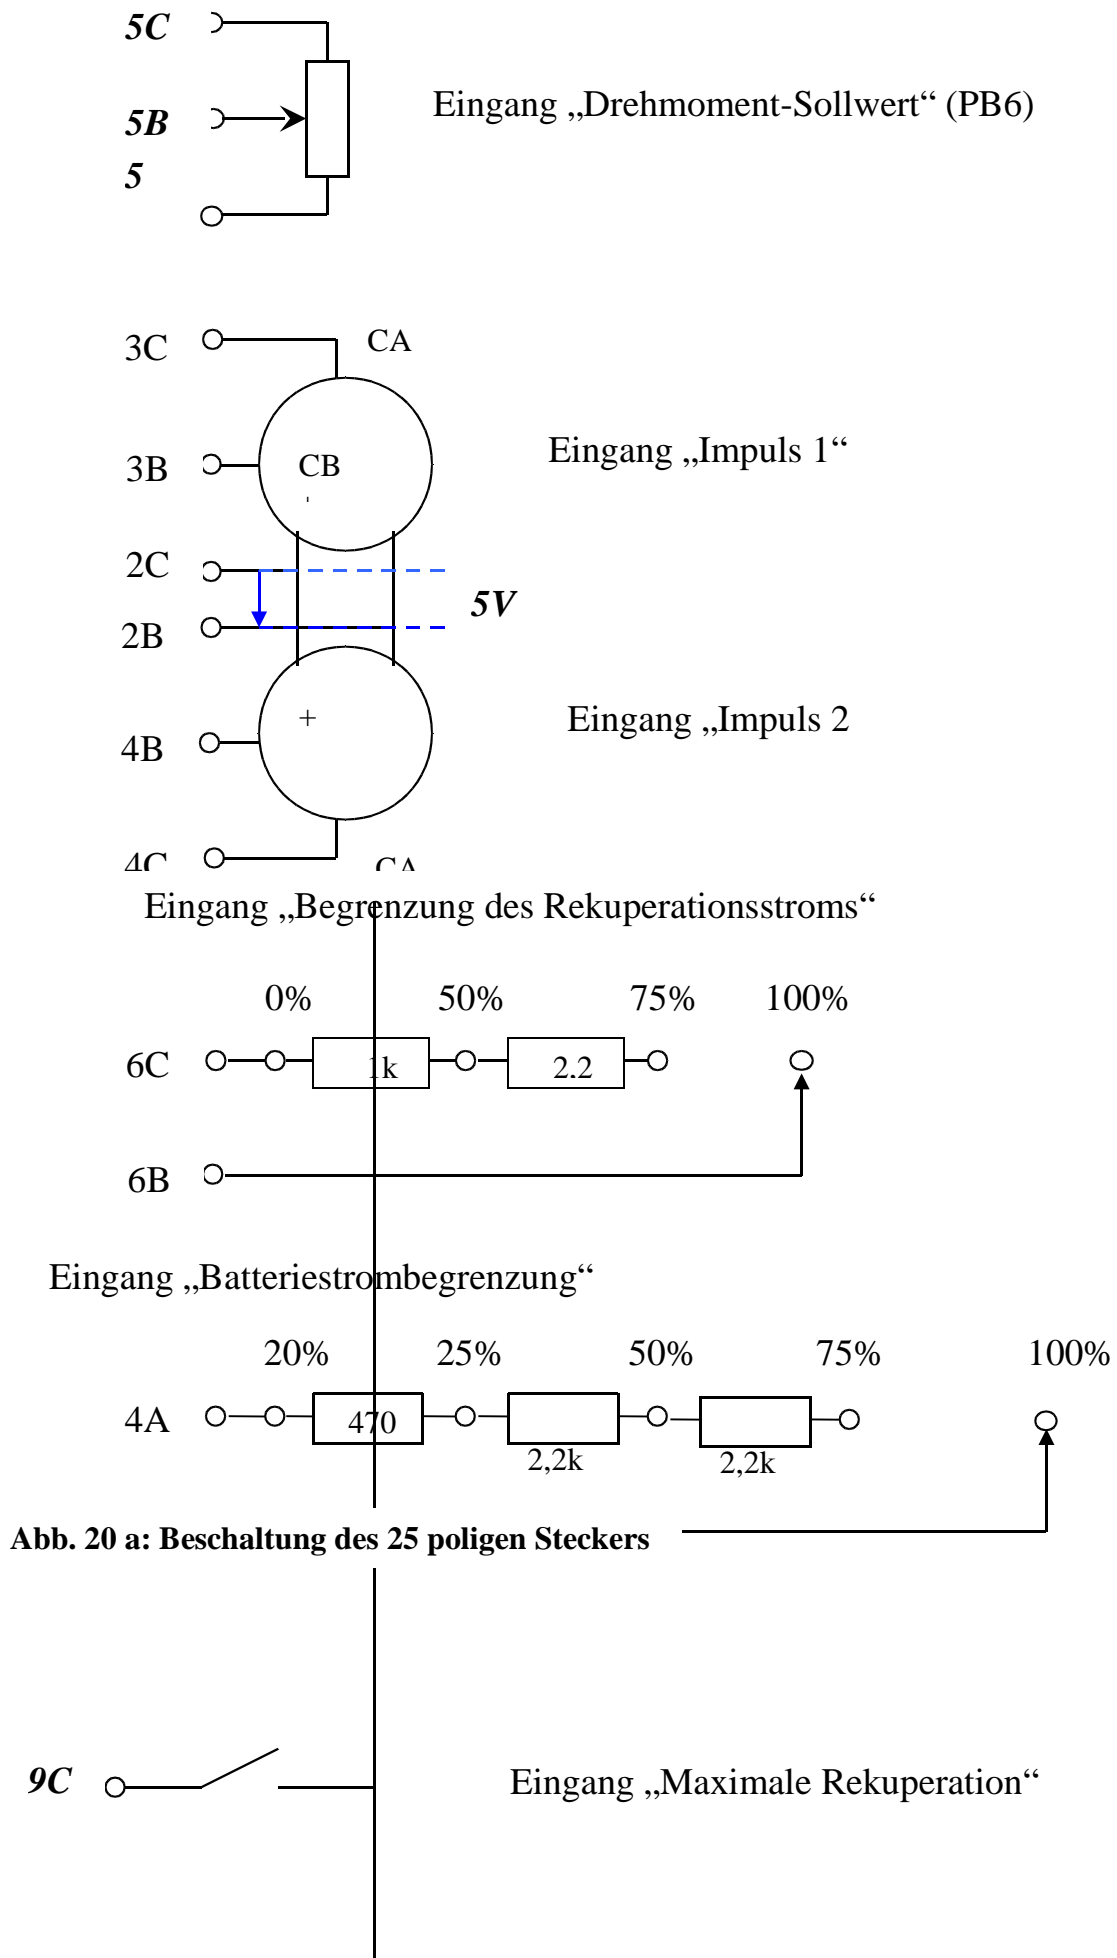 5C
5B
Eingang „Drehmoment-Sollwert“ (PB6)
5
3C
CA
3B
CB
Eingang „Impuls 1“
2C
5V
2B
+
Eingang „Impuls 2
4B
4C
CA
Eingang „Begrenzung des Rekuperationsstroms“
0% 50% 75% 100%
6C
1k
2.2
6B
Eingang „Batteriestrombegrenzung“
20% 25% 50% 75% 100%
4A
470
2,2k
2,2k
Abb. 20 a: Beschaltung des 25 poligen Steckers
9C
Eingang „Maximale Rekuperation“